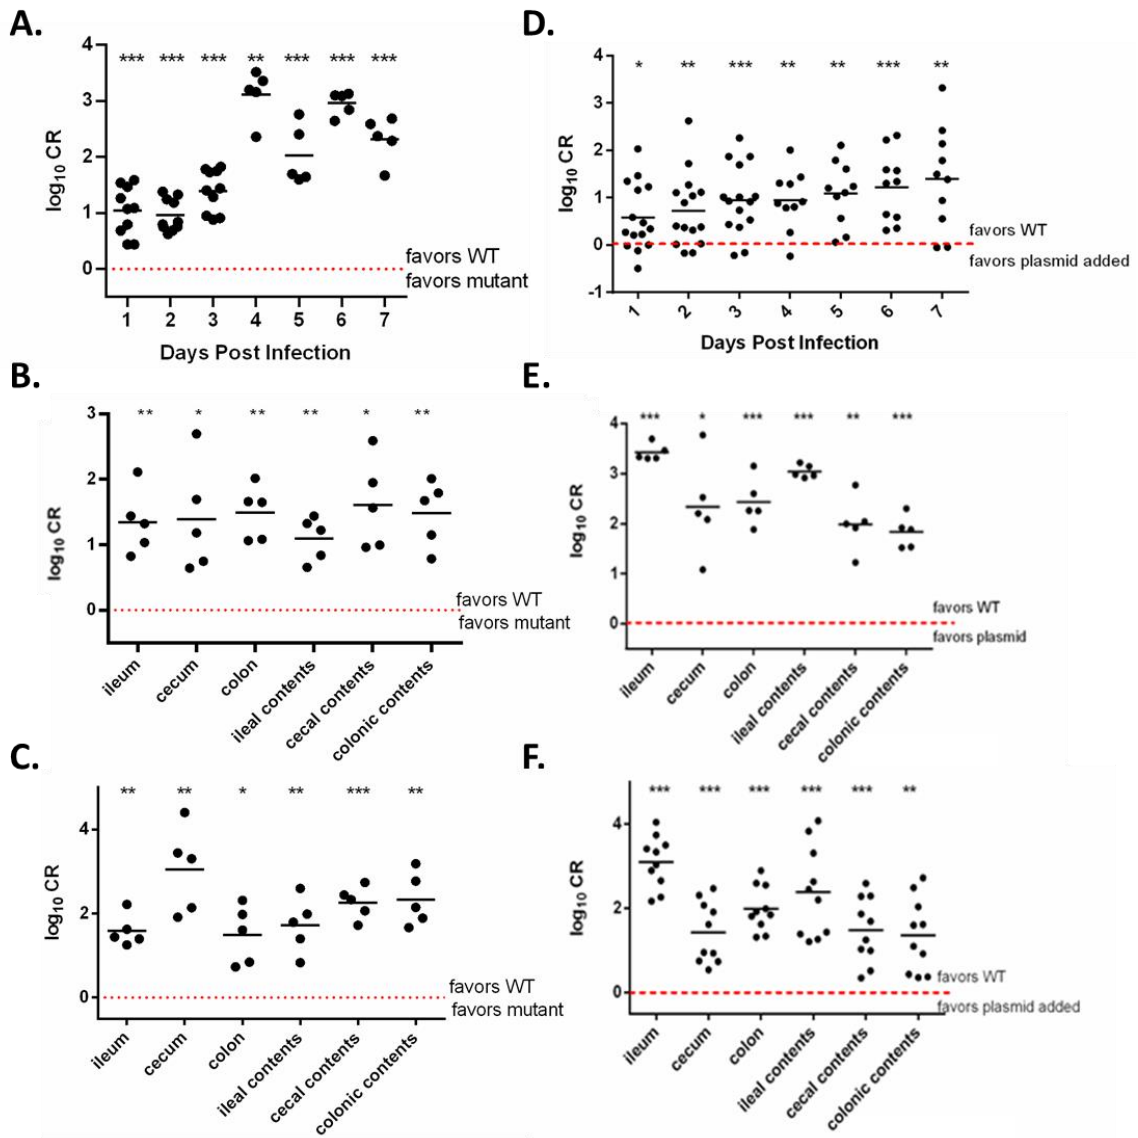 A.
4
3
2
1
0
log10 CR
*** *** *** ** *** *** ***
favors WT
favors mutant
1 2 3 4 5 6 7
Days Post Infection
D.
4
3
2
1
0
-1
log10 CR
* ** *** ** ** *** **
favors WT
favors plasmid added
1 2 3 4 5 6 7
Days Post Infection
B.
3
2
1
0
log10 CR
** * ** ** * **
favors WT
favors mutant
ileum
cecum
colon
ileal contents
cecal contents
colonic contents
E.
4
3
2
1
0
log10 CR
*** * *** *** ** ***
favors WT
favors plasmid
ileum
cecum
colon
ileal contents
cecal contents
colonic contents
C.
4
2
0
log10 CR
** ** * ** *** **
favors WT
favors mutant
ileum
cecum
colon
ileal contents
cecal contents
colonic contents
F.
4
2
0
log10 CR
*** *** *** *** *** **
favors WT
favors plasmid added
ileum
cecum
colon
ileal contents
cecal contents
colonic contents